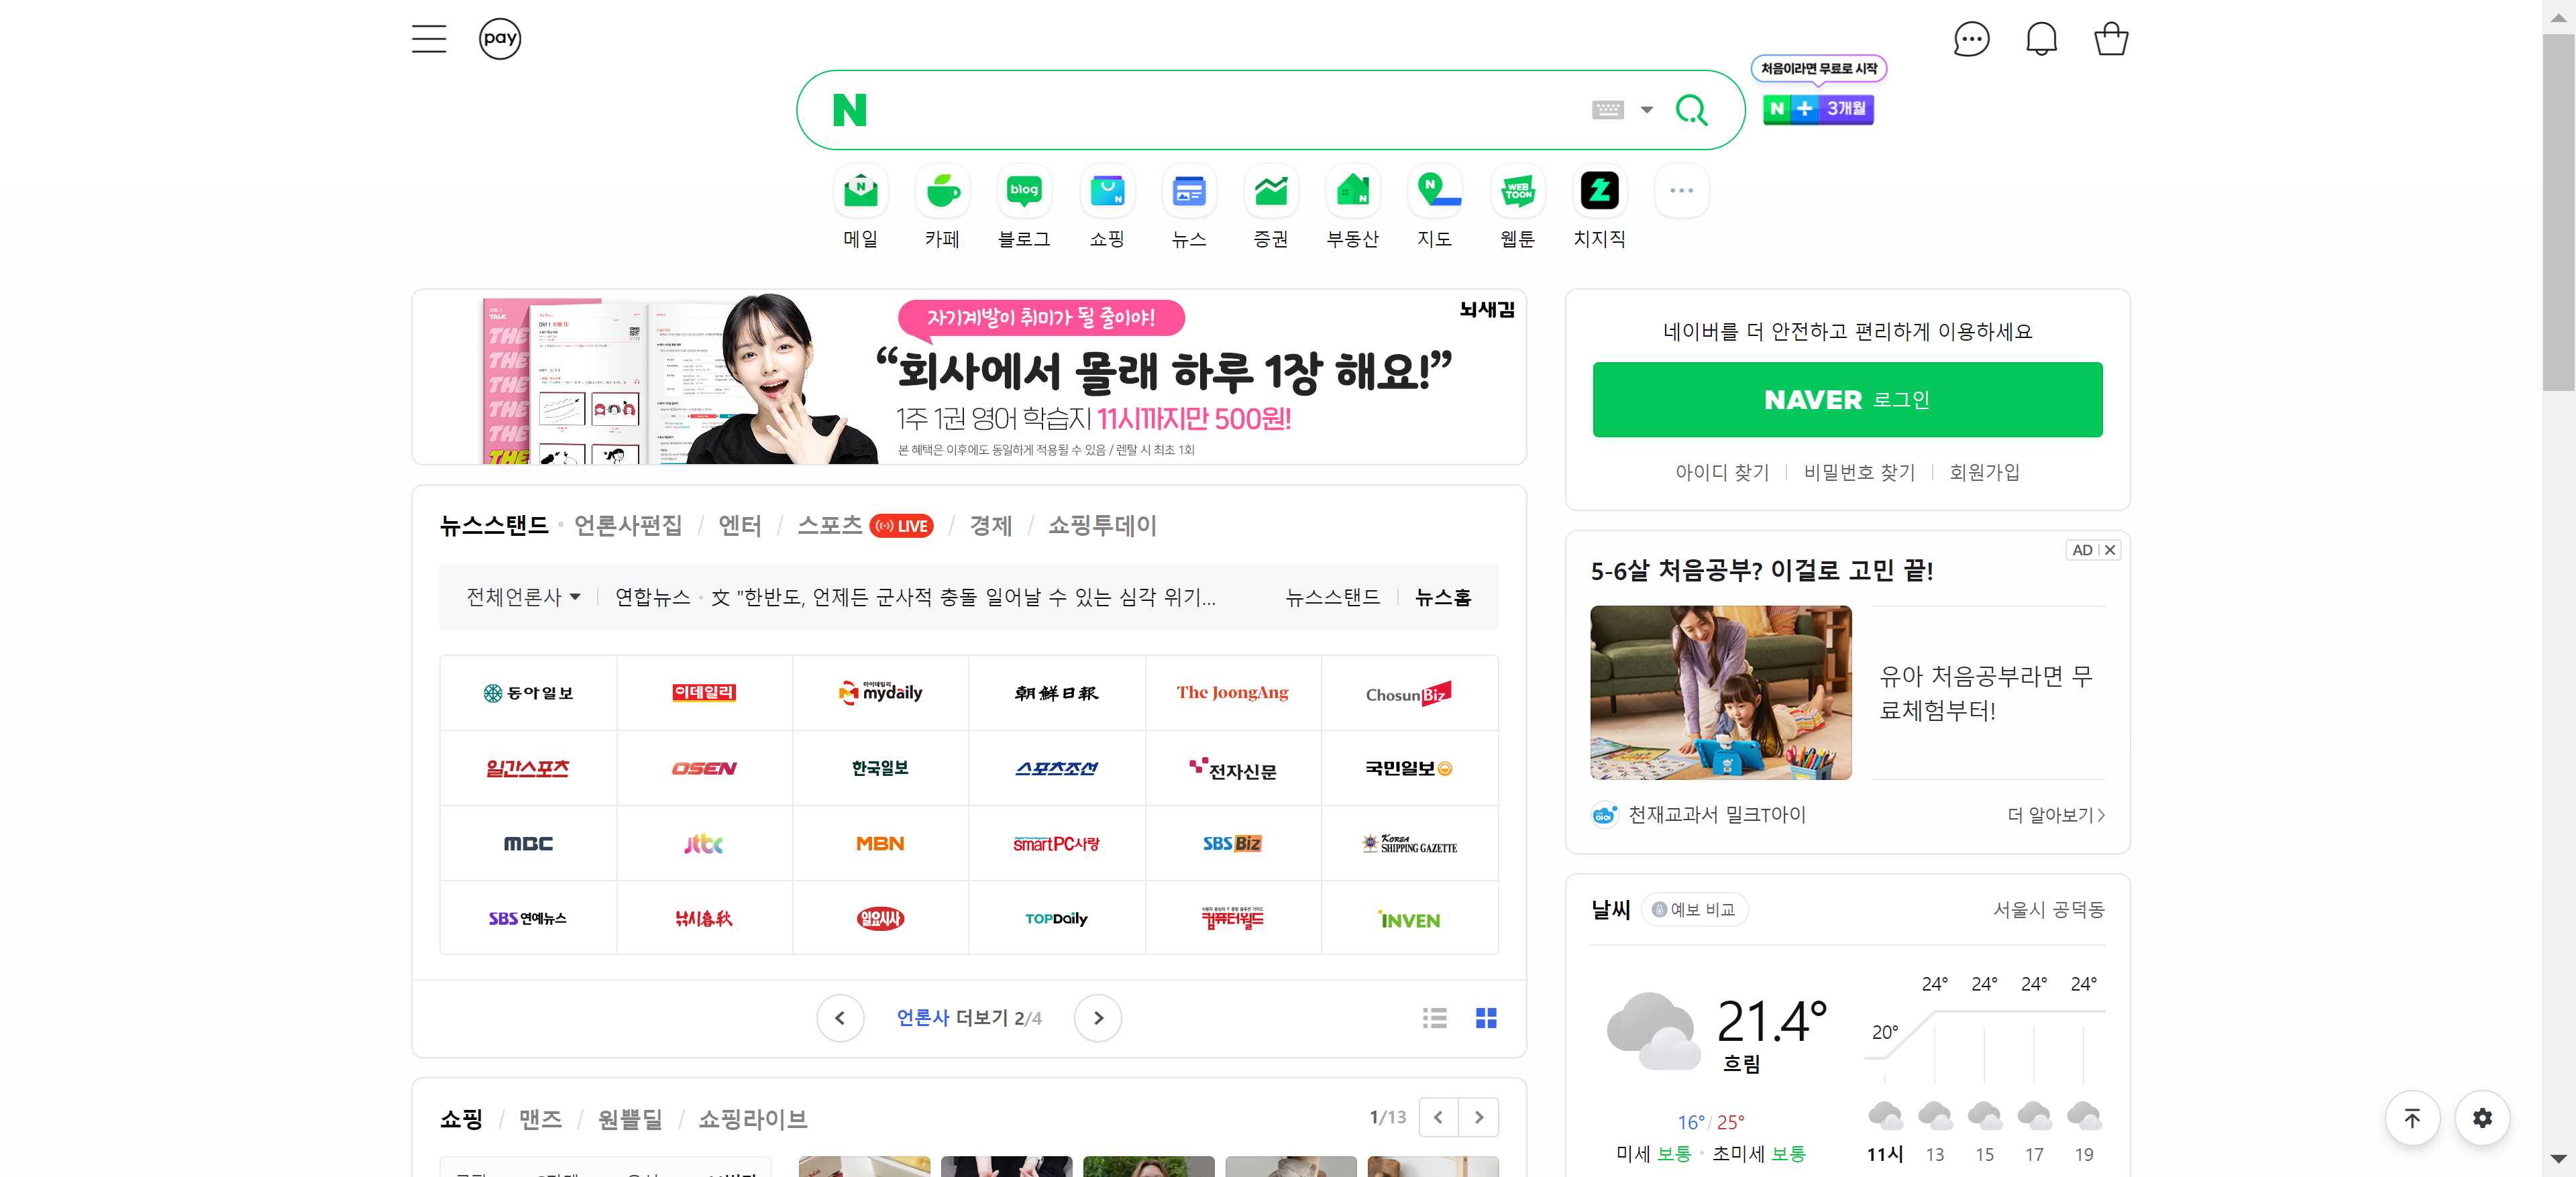 pay
처음이라면 무료로 시작
N
N + 3개월
메일
카페
blog
블로그
쇼핑
뉴스
증권
부동산
지도
WEB TOON
웹툰
치지직
자기계발이 취미가 될 줄이야!
뇌새김
“회사에서 몰래 하루 1장 해요!”
1주 1권 영어 학습지 11시까지만 500원!
본 혜택은 이후에도 동일하게 적용될 수 있음 / 렌탈 시 최초 1회
TALK
THE
THE
THE
THE
THE
THE
네이버를 더 안전하고 편리하게 이용하세요
NAVER 로그인
아이디 찾기 비밀번호 찾기 회원가입
뉴스스탠드 · 언론사편집 / 엔터 / 스포츠 LIVE / 경제 / 쇼핑투데이
전체언론사 연합뉴스 · 文 "한반도, 언제든 군사적 충돌 일어날 수 있는 심각 위기... 뉴스스탠드 뉴스홈
동아일보 이데일리 마이데일리 mydaily 朝鮮日報 The JoongAng ChosunBiz
일간스포츠 OSEN 한국일보 스포츠조선 전자신문 국민일보
MBC jtbc MBN smartPC사랑 SBS Biz KOREA SHIPPING GAZETTE
SBS 연예뉴스 낚시春秋 일요시사 TOPDaily 컴퓨터월드 INVEN
언론사 더보기 2/4
AD
5-6살 처음공부? 이걸로 고민 끝!
유아 처음공부라면 무
료체험부터!
천재교과서 밀크T아이 더 알아보기
날씨 예보 비교 서울시 공덕동
21.4°
흐림
16° / 25°
미세 보통 · 초미세 보통
20° 24° 24° 24° 24°
11시 13 15 17 19
쇼핑 / 맨즈 / 원쁠딜 / 쇼핑라이브
1/13